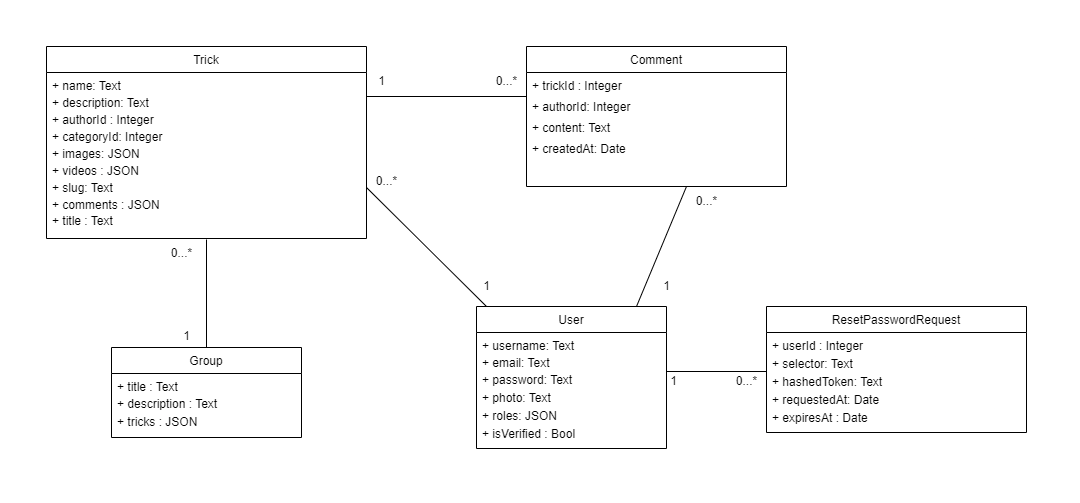 Trick
+ name: Text
+ description: Text
+ authorId : Integer
+ categoryId: Integer
+ images: JSON
+ videos : JSON
+ slug: Text
+ comments : JSON
+ title : Text
1
0...*
Comment
+ trickId : Integer
+ authorId: Integer
+ content: Text
+ createdAt: Date
0...*
0...*
0...*
1
1
1
Group
+ title : Text
+ description : Text
+ tricks : JSON
User
+ username: Text
+ email: Text
+ password: Text
+ photo: Text
+ roles: JSON
+ isVerified : Bool
1
0...*
ResetPasswordRequest
+ userId : Integer
+ selector: Text
+ hashedToken: Text
+ requestedAt: Date
+ expiresAt : Date